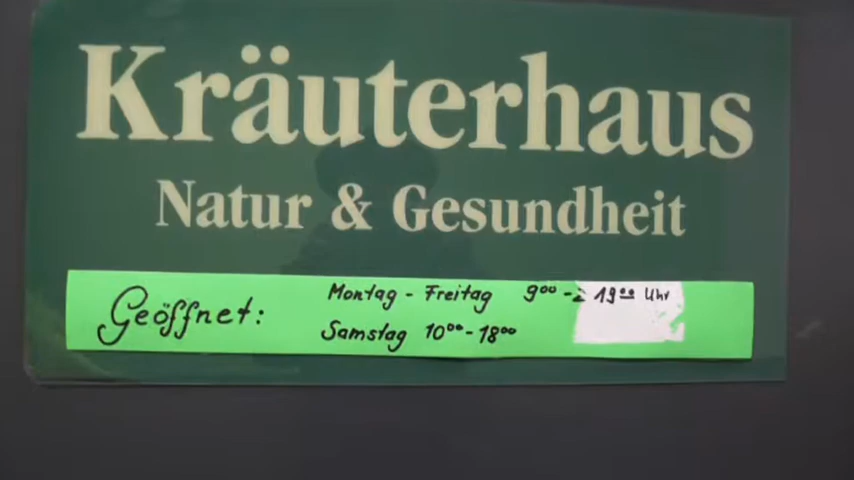 Kräuterhaus
Natur & Gesundheit
Geöffnet: Montag - Freitag 9⁰⁰ - 19⁰⁰ Uhr
Samstag 10⁰⁰ - 18⁰⁰